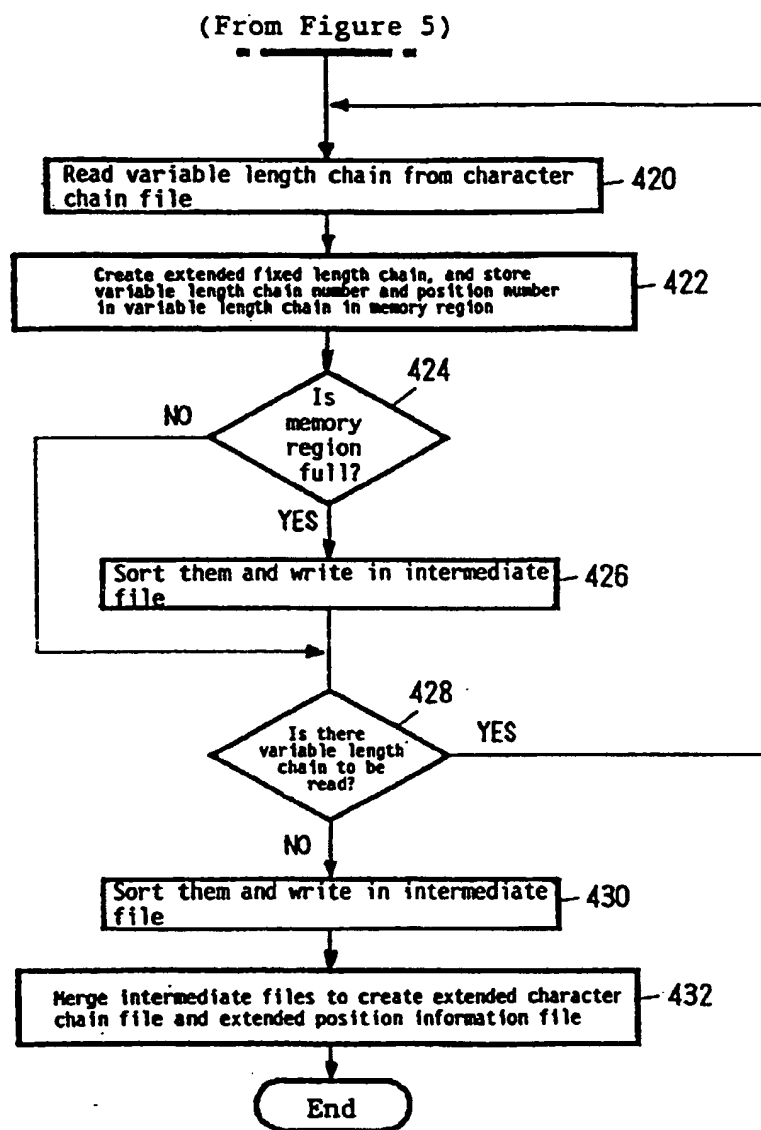 (From Figure 5)
Read variable length chain from character
chain file
420
Create extended fixed length chain, and store
variable length chain number and position number
in variable length chain in memory region
422
424
Is
memory
region
full?
NO
YES
Sort them and write in intermediate
file
426
428
Is there
variable length
chain to be
read?
YES
NO
Sort them and write in intermediate
file
430
Merge intermediate files to create extended character
chain file and extended position information file
432
End